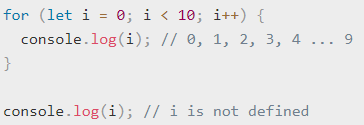 for (let i = 0; i < 10; i++) {
  console.log(i); // 0, 1, 2, 3, 4 ... 9
}

console.log(i); // i is not defined